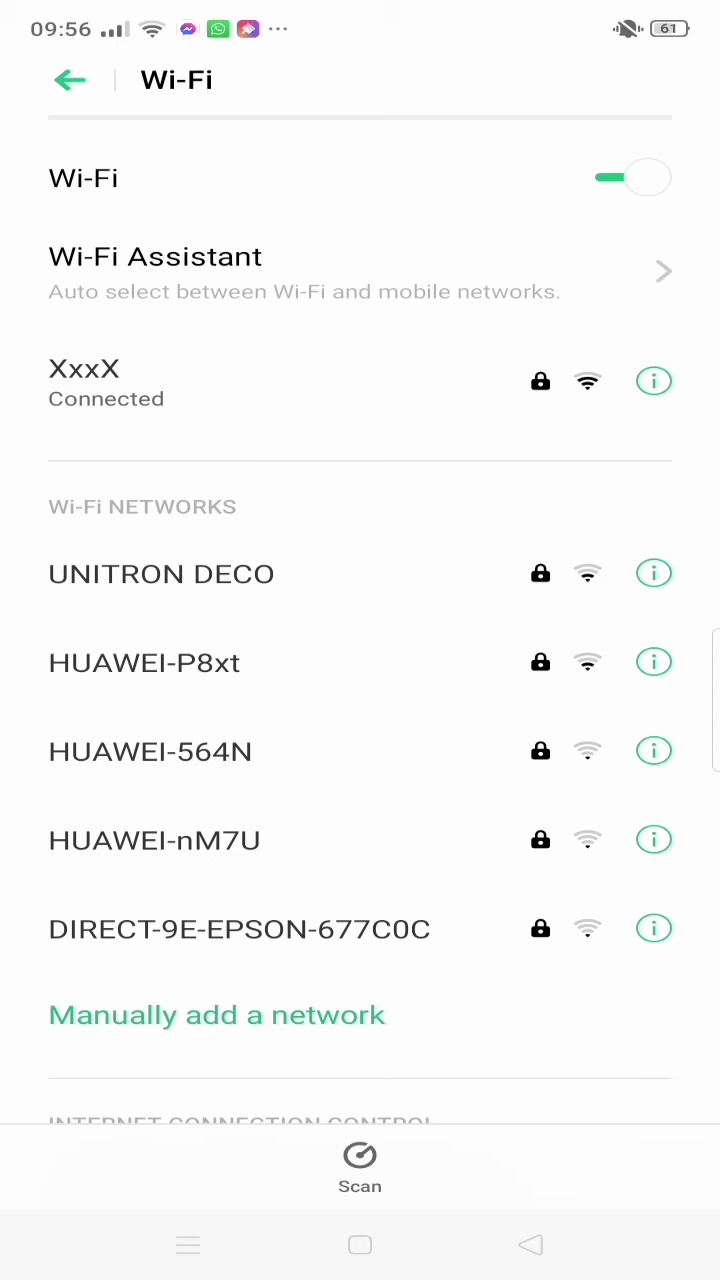 09:56
61
Wi-Fi
Wi-Fi
Wi-Fi Assistant
Auto select between Wi-Fi and mobile networks.
XxxX
Connected
Wi-Fi NETWORKS
UNITRON DECO
HUAWEI-P8xt
HUAWEI-564N
HUAWEI-nM7U
DIRECT-9E-EPSON-677C0C
Manually add a network
INTERNET CONNECTION CONTROL
Scan